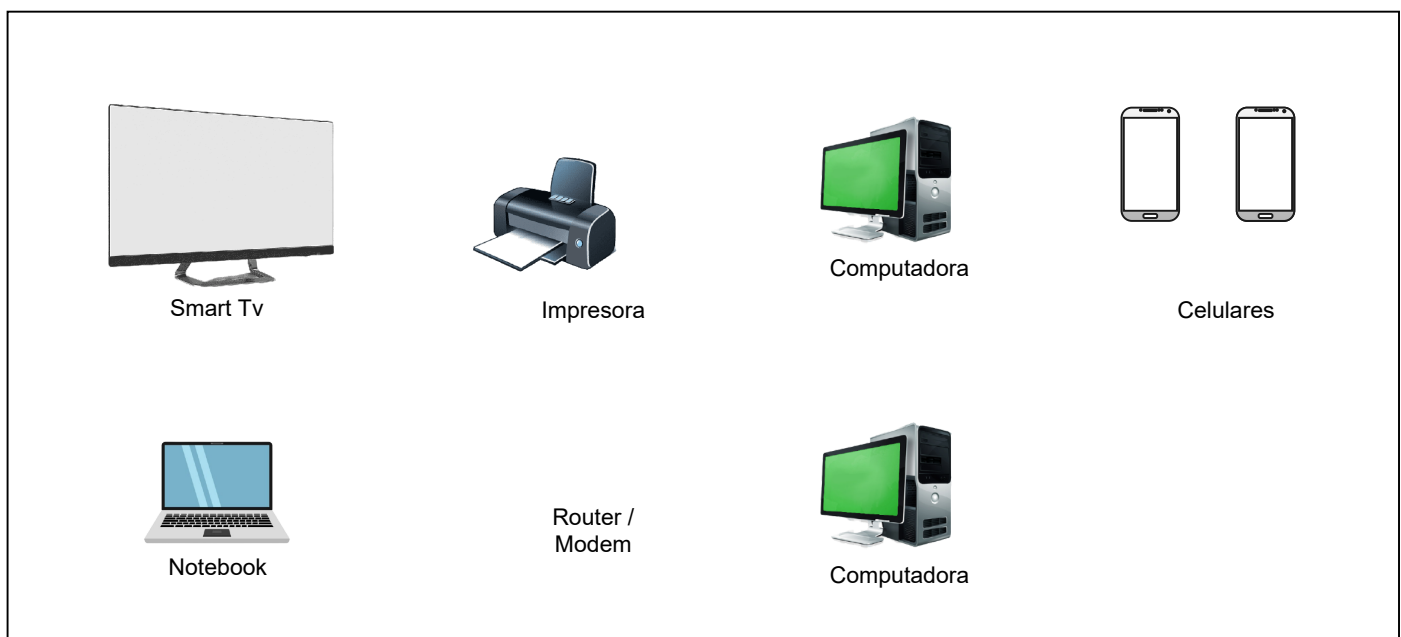 Smart Tv
Impresora
Computadora
Celulares
Notebook
Router /
Modem
Computadora